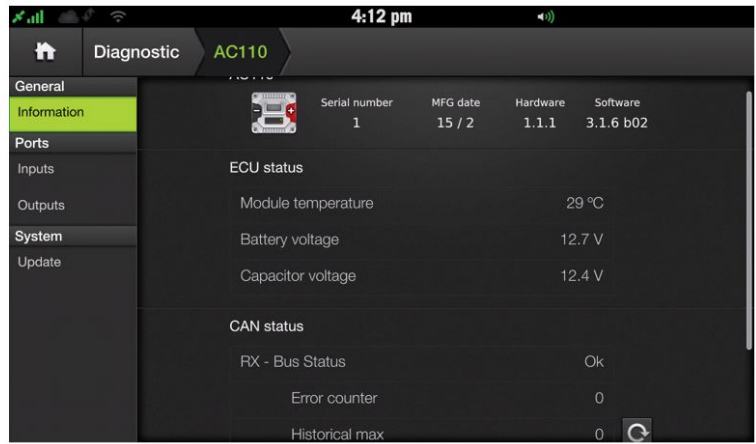 4:12 pm
Diagnostic AC110
General
Information
Ports
Inputs
Outputs
System
Update
Serial number MFG date Hardware Software
1 15 / 2 1.1.1 3.1.6 b02
ECU status
Module temperature 29 ºC
Battery voltage 12.7 V
Capacitor voltage 12.4 V
CAN status
RX - Bus Status Ok
Error counter 0
Historical max 0